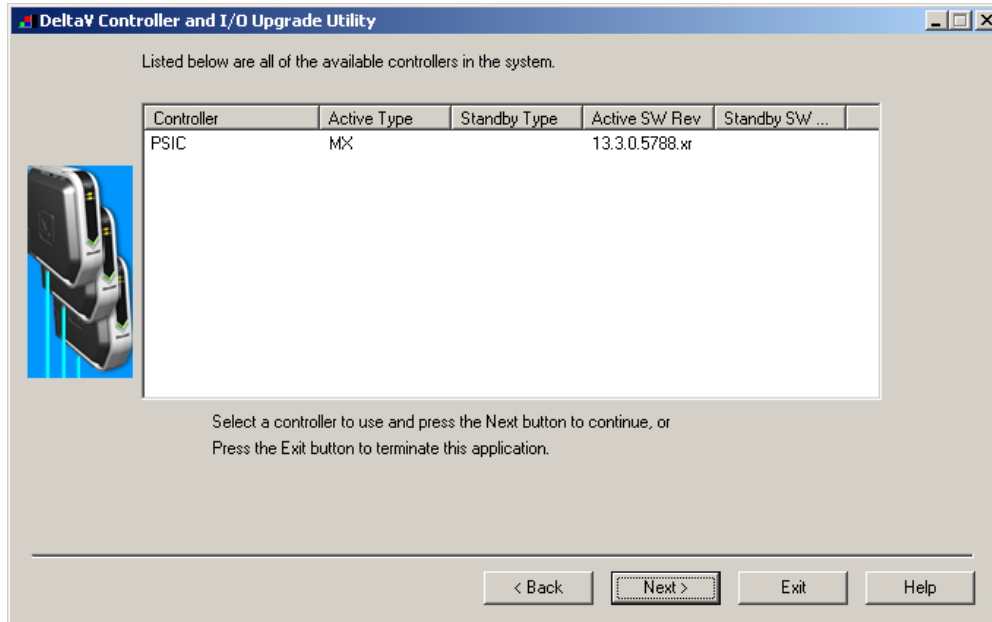 DeltaV Controller and I/O Upgrade Utility
Listed below are all of the available controllers in the system.
Controller Active Type Standby Type Active SW Rev Standby SW ...
PSIC MX 13.3.0.5788.xr
Select a controller to use and press the Next button to continue, or
Press the Exit button to terminate this application.
< Back Next > Exit Help